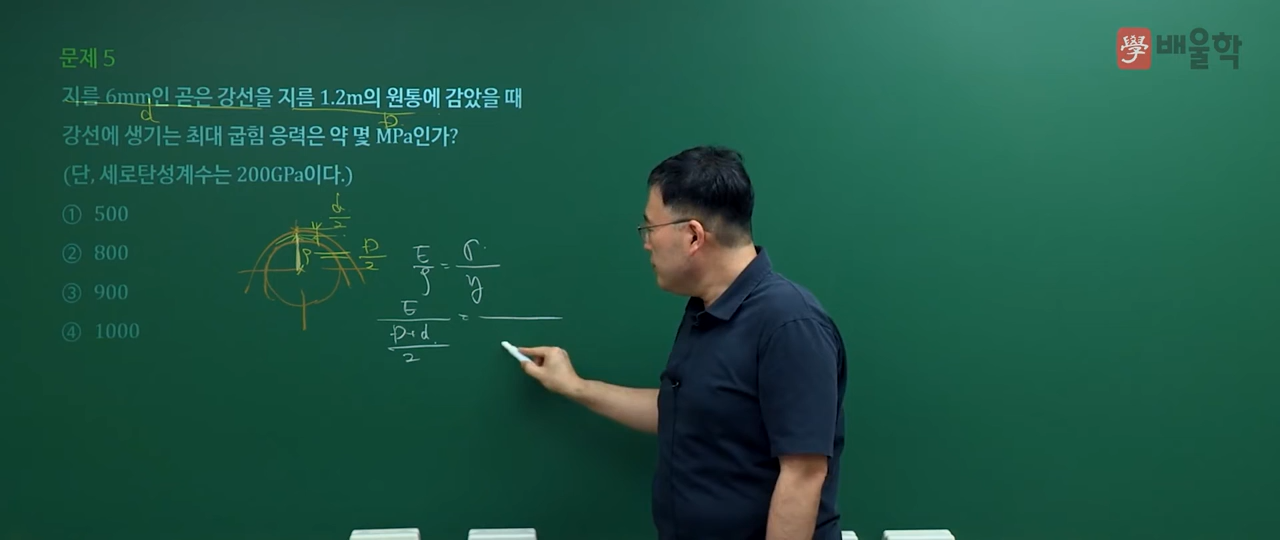 學 배울학
문제 5
지름 6mm인 곧은 강선을 지름 1.2m의 원통에 감았을 때
d D
강선에 생기는 최대 굽힘 응력은 약 몇 MPa인가?
(단, 세로탄성계수는 200GPa이다.)
① 500
② 800
③ 900
④ 1000
d/2
ρ = D/2
E/ρ = σ/y
E/((D+d)/2) =